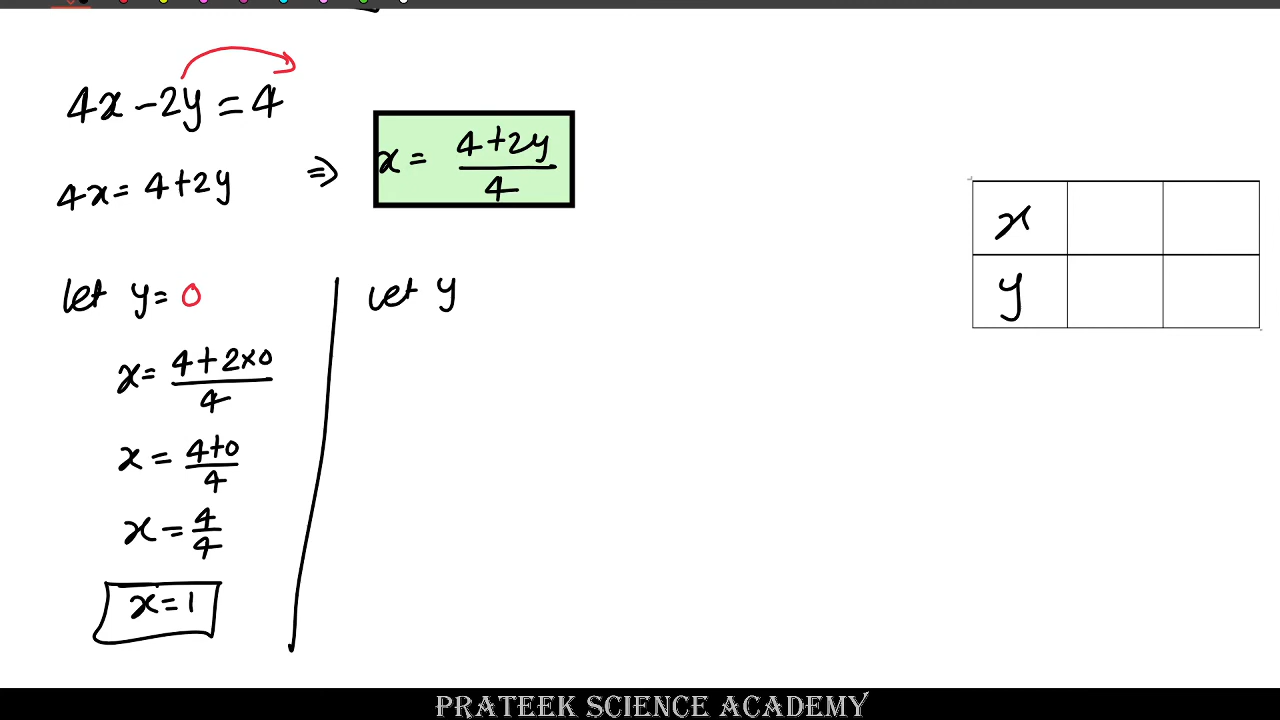 4x - 2y = 4
4x = 4 + 2y ⇒ x = (4+2y)/4
let y = 0
x = (4+2×0)/4
x = (4+0)/4
x = 4/4
x = 1
let y
x
y
PRATEEK SCIENCE ACADEMY